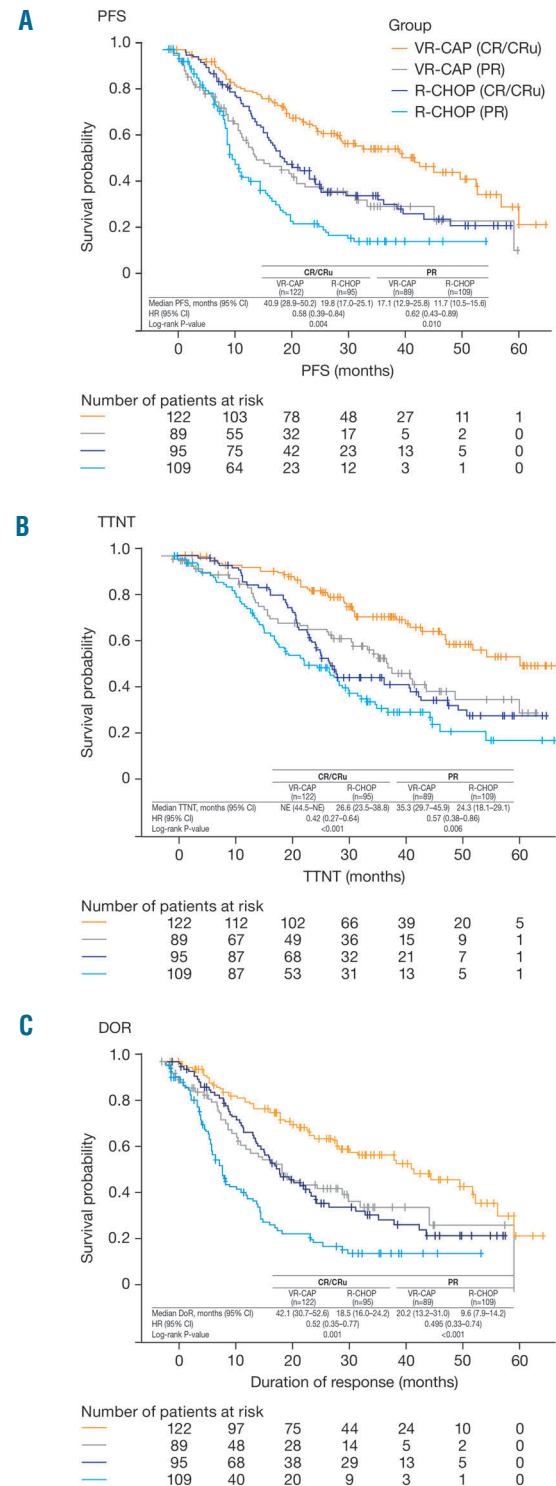 A
PFS
Group
VR-CAP (CR/CRu)
VR-CAP (PR)
R-CHOP (CR/CRu)
R-CHOP (PR)
1.0
0.8
0.6
0.4
0.2
0
Survival probability
CR/CRu PR
VR-CAP R-CHOP VR-CAP R-CHOP
(n=122) (n=95) (n=89) (n=109)
Median PFS, months (95% CI) 40.9 (28.9–50.2) 19.8 (17.0–25.1) 17.1 (12.9–25.8) 11.7 (10.5–15.6)
HR (95% CI) 0.58 (0.39–0.84) 0.62 (0.43–0.89)
Log-rank P-value 0.004 0.010
0 10 20 30 40 50 60
PFS (months)
Number of patients at risk
122 103 78 48 27 11 1
89 55 32 17 5 2 0
95 75 42 23 13 5 0
109 64 23 12 3 1 0
B
TTNT
1.0
0.8
0.6
0.4
0.2
0
Survival probability
CR/CRu PR
VR-CAP R-CHOP VR-CAP R-CHOP
(n=122) (n=95) (n=89) (n=109)
Median TTNT, months (95% CI) NE (44.5–NE) 26.6 (23.5–38.8) 35.3 (29.7–45.9) 24.3 (18.1–29.1)
HR (95% CI) 0.42 (0.27–0.64) 0.57 (0.38–0.86)
Log-rank P-value <0.001 0.006
0 10 20 30 40 50 60
TTNT (months)
Number of patients at risk
122 112 102 66 39 20 5
89 67 49 36 15 9 1
95 87 68 32 21 7 1
109 87 53 31 13 5 1
C
DOR
1.0
0.8
0.6
0.4
0.2
0
Survival probability
CR/CRu PR
VR-CAP R-CHOP VR-CAP R-CHOP
(n=122) (n=95) (n=89) (n=109)
Median DoR, months (95% CI) 42.1 (30.7–52.6) 18.5 (16.0–24.2) 20.2 (13.2–31.0) 9.6 (7.9–14.2)
HR (95% CI) 0.52 (0.35–0.77) 0.495 (0.33–0.74)
Log-rank P-value 0.001 <0.001
0 10 20 30 40 50 60
Duration of response (months)
Number of patients at risk
122 97 75 44 24 10 0
89 48 28 14 5 2 0
95 68 38 29 13 5 0
109 40 20 9 3 1 0